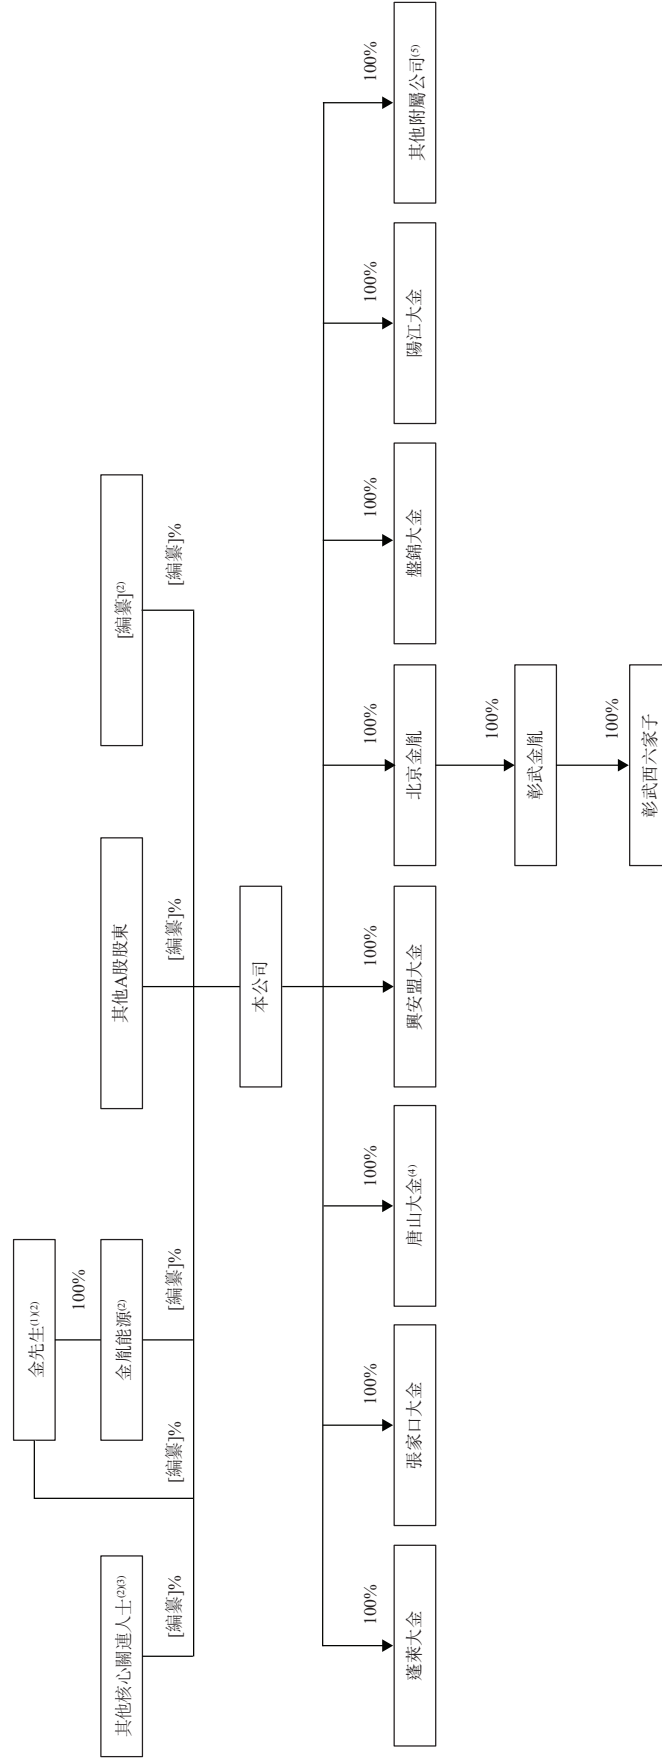 金先生(1)(2)
100%
其他核心關連人士(2)(3)
金胤能源(2)
其他A股股東
[編纂](2)
[編纂]%
[編纂]%
[編纂]%
[編纂]%
[編纂]%
本公司
100%
100%
100%
100%
100%
100%
100%
100%
蓬萊大金
張家口大金
唐山大金(4)
興安盟大金
北京金胤
盤錦大金
陽江大金
其他附屬公司(5)
100%
彰武金胤
100%
彰武西六家子